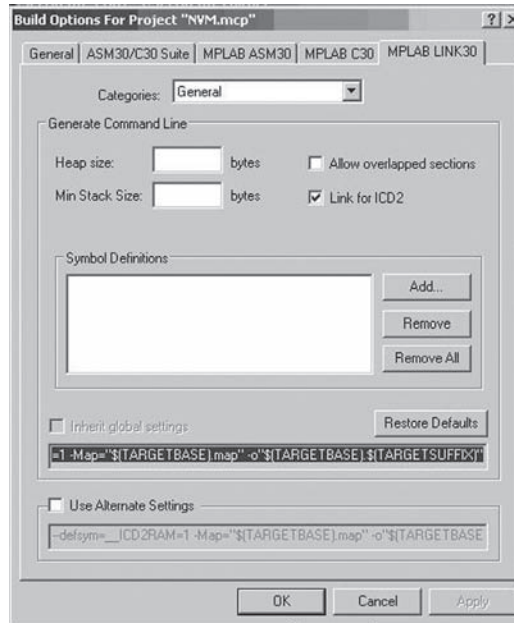 Build Options For Project "NVM.mcp"
General ASM30/C30 Suite MPLAB ASM30 MPLAB C30 MPLAB LINK30
Categories: General
Generate Command Line
Heap size: bytes Allow overlapped sections
Min Stack Size: bytes Link for ICD2
Symbol Definitions
Add...
Remove
Remove All
Inherit global settings Restore Defaults
=1 -Map="$(TARGETBASE).map" -o"$(TARGETBASE).$(TARGETSUFFIX)"
Use Alternate Settings
--defsym=__ICD2RAM=1 -Map="$(TARGETBASE).map" -o"$(TARGETBASE
OK Cancel Apply